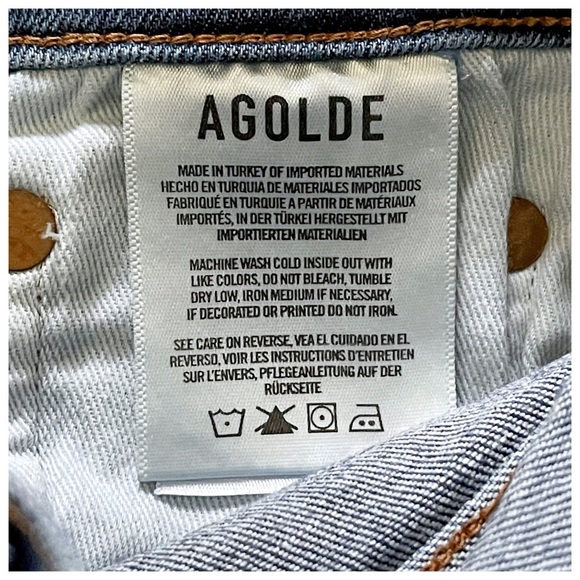 AGOLDE
MADE IN TURKEY OF IMPORTED MATERIALS
HECHO EN TURQUIA DE MATERIALES IMPORTADOS
FABRIQUÉ EN TURQUIE A PARTIR DE MATÉRIAUX
IMPORTÉS, IN DER TÜRKEI HERGESTELLT MIT
IMPORTIERTEN MATERIALIEN
MACHINE WASH COLD INSIDE OUT WITH
LIKE COLORS, DO NOT BLEACH, TUMBLE
DRY LOW, IRON MEDIUM IF NECESSARY,
IF DECORATED OR PRINTED DO NOT IRON.
SEE CARE ON REVERSE, VEA EL CUIDADO EN EL
REVERSO, VOIR LES INSTRUCTIONS D'ENTRETIEN
SUR L'ENVERS, PFLEGEANLEITUNG AUF DER
RÜCKSEITE